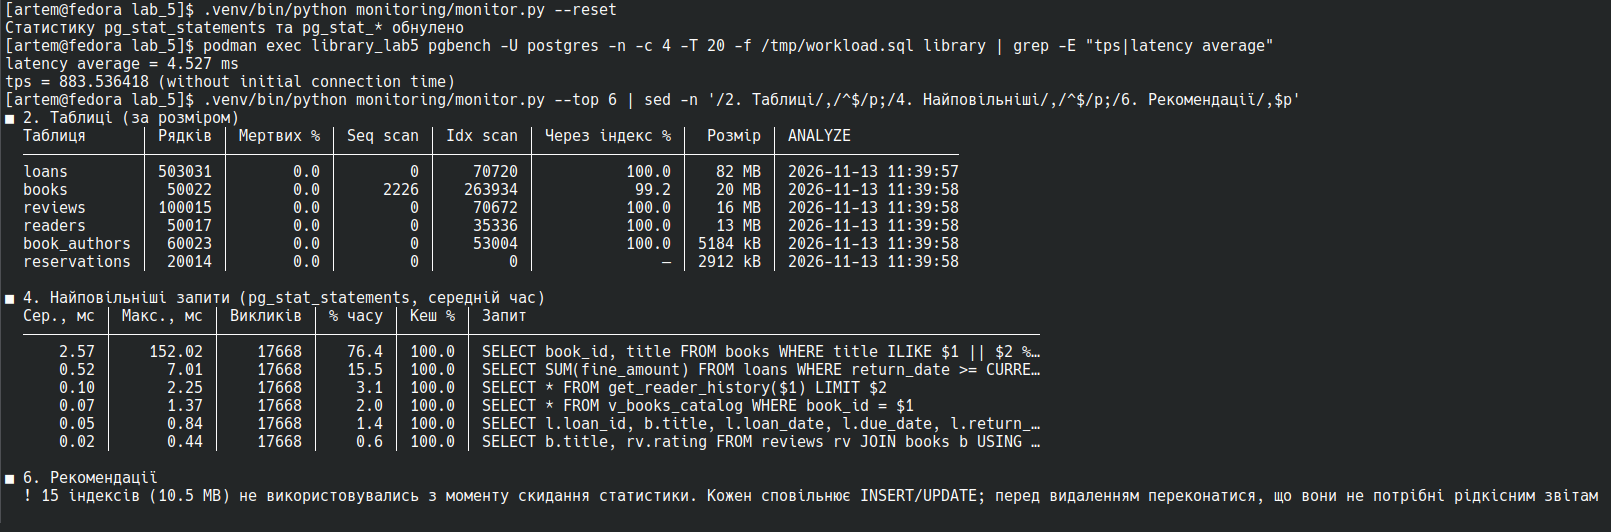 [artem@fedora lab_5]$ .venv/bin/python monitoring/monitor.py --reset
Статистику pg_stat_statements та pg_stat_* обнулено
[artem@fedora lab_5]$ podman exec library_lab5 pgbench -U postgres -n -c 4 -T 20 -f /tmp/workload.sql library | grep -E "tps|latency average"
latency average = 4.527 ms
tps = 883.536418 (without initial connection time)
[artem@fedora lab_5]$ .venv/bin/python monitoring/monitor.py --top 6 | sed -n '/2. Таблиці/,/^$/p;/4. Найповільніші/,/^$/p;/6. Рекомендації/,$p'
■ 2. Таблиці (за розміром)
Таблиця | Рядків | Мертвих % | Seq scan | Idx scan | Через індекс % | Розмір | ANALYZE
loans | 503031 | 0.0 | 0 | 70720 | 100.0 | 82 MB | 2026-11-13 11:39:57
books | 50022 | 0.0 | 2226 | 263934 | 99.2 | 20 MB | 2026-11-13 11:39:58
reviews | 100015 | 0.0 | 0 | 70672 | 100.0 | 16 MB | 2026-11-13 11:39:58
readers | 50017 | 0.0 | 0 | 35336 | 100.0 | 13 MB | 2026-11-13 11:39:58
book_authors | 60023 | 0.0 | 0 | 53004 | 100.0 | 5184 kB | 2026-11-13 11:39:58
reservations | 20014 | 0.0 | 0 | 0 | — | 2912 kB | 2026-11-13 11:39:58
■ 4. Найповільніші запити (pg_stat_statements, середній час)
Сер., мс | Макс., мс | Викликів | % часу | Кеш % | Запит
2.57 | 152.02 | 17668 | 76.4 | 100.0 | SELECT book_id, title FROM books WHERE title ILIKE $1 || $2 %…
0.52 | 7.01 | 17668 | 15.5 | 100.0 | SELECT SUM(fine_amount) FROM loans WHERE return_date >= CURRE…
0.10 | 2.25 | 17668 | 3.1 | 100.0 | SELECT * FROM get_reader_history($1) LIMIT $2
0.07 | 1.37 | 17668 | 2.0 | 100.0 | SELECT * FROM v_books_catalog WHERE book_id = $1
0.05 | 0.84 | 17668 | 1.4 | 100.0 | SELECT l.loan_id, b.title, l.loan_date, l.due_date, l.return_…
0.02 | 0.44 | 17668 | 0.6 | 100.0 | SELECT b.title, rv.rating FROM reviews rv JOIN books b USING …
■ 6. Рекомендації
! 15 індексів (10.5 MB) не використовувались з моменту скидання статистики. Кожен сповільнює INSERT/UPDATE; перед видаленням переконатися, що вони не потрібні рідкісним звітам